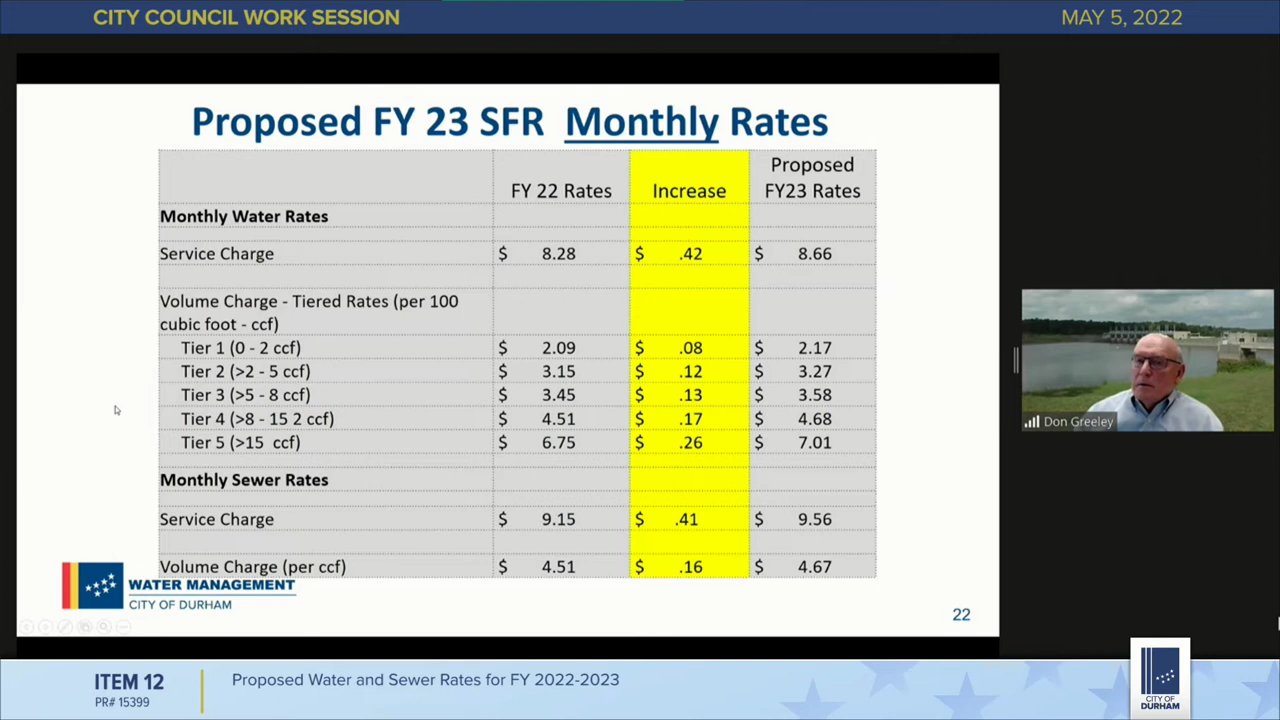 CITY COUNCIL WORK SESSION
MAY 5, 2022
Proposed FY 23 SFR Monthly Rates
FY 22 Rates Increase Proposed FY23 Rates
Monthly Water Rates
Service Charge $ 8.28 $ .42 $ 8.66
Volume Charge - Tiered Rates (per 100
cubic foot - ccf)
Tier 1 (0 - 2 ccf) $ 2.09 $ .08 $ 2.17
Tier 2 (>2 - 5 ccf) $ 3.15 $ .12 $ 3.27
Tier 3 (>5 - 8 ccf) $ 3.45 $ .13 $ 3.58
Tier 4 (>8 - 15 2 ccf) $ 4.51 $ .17 $ 4.68
Tier 5 (>15 ccf) $ 6.75 $ .26 $ 7.01
Monthly Sewer Rates
Service Charge $ 9.15 $ .41 $ 9.56
Volume Charge (per ccf) $ 4.51 $ .16 $ 4.67
WATER MANAGEMENT
CITY OF DURHAM
22
Don Greeley
ITEM 12
PR# 15399
Proposed Water and Sewer Rates for FY 2022-2023
CITY OF
DURHAM